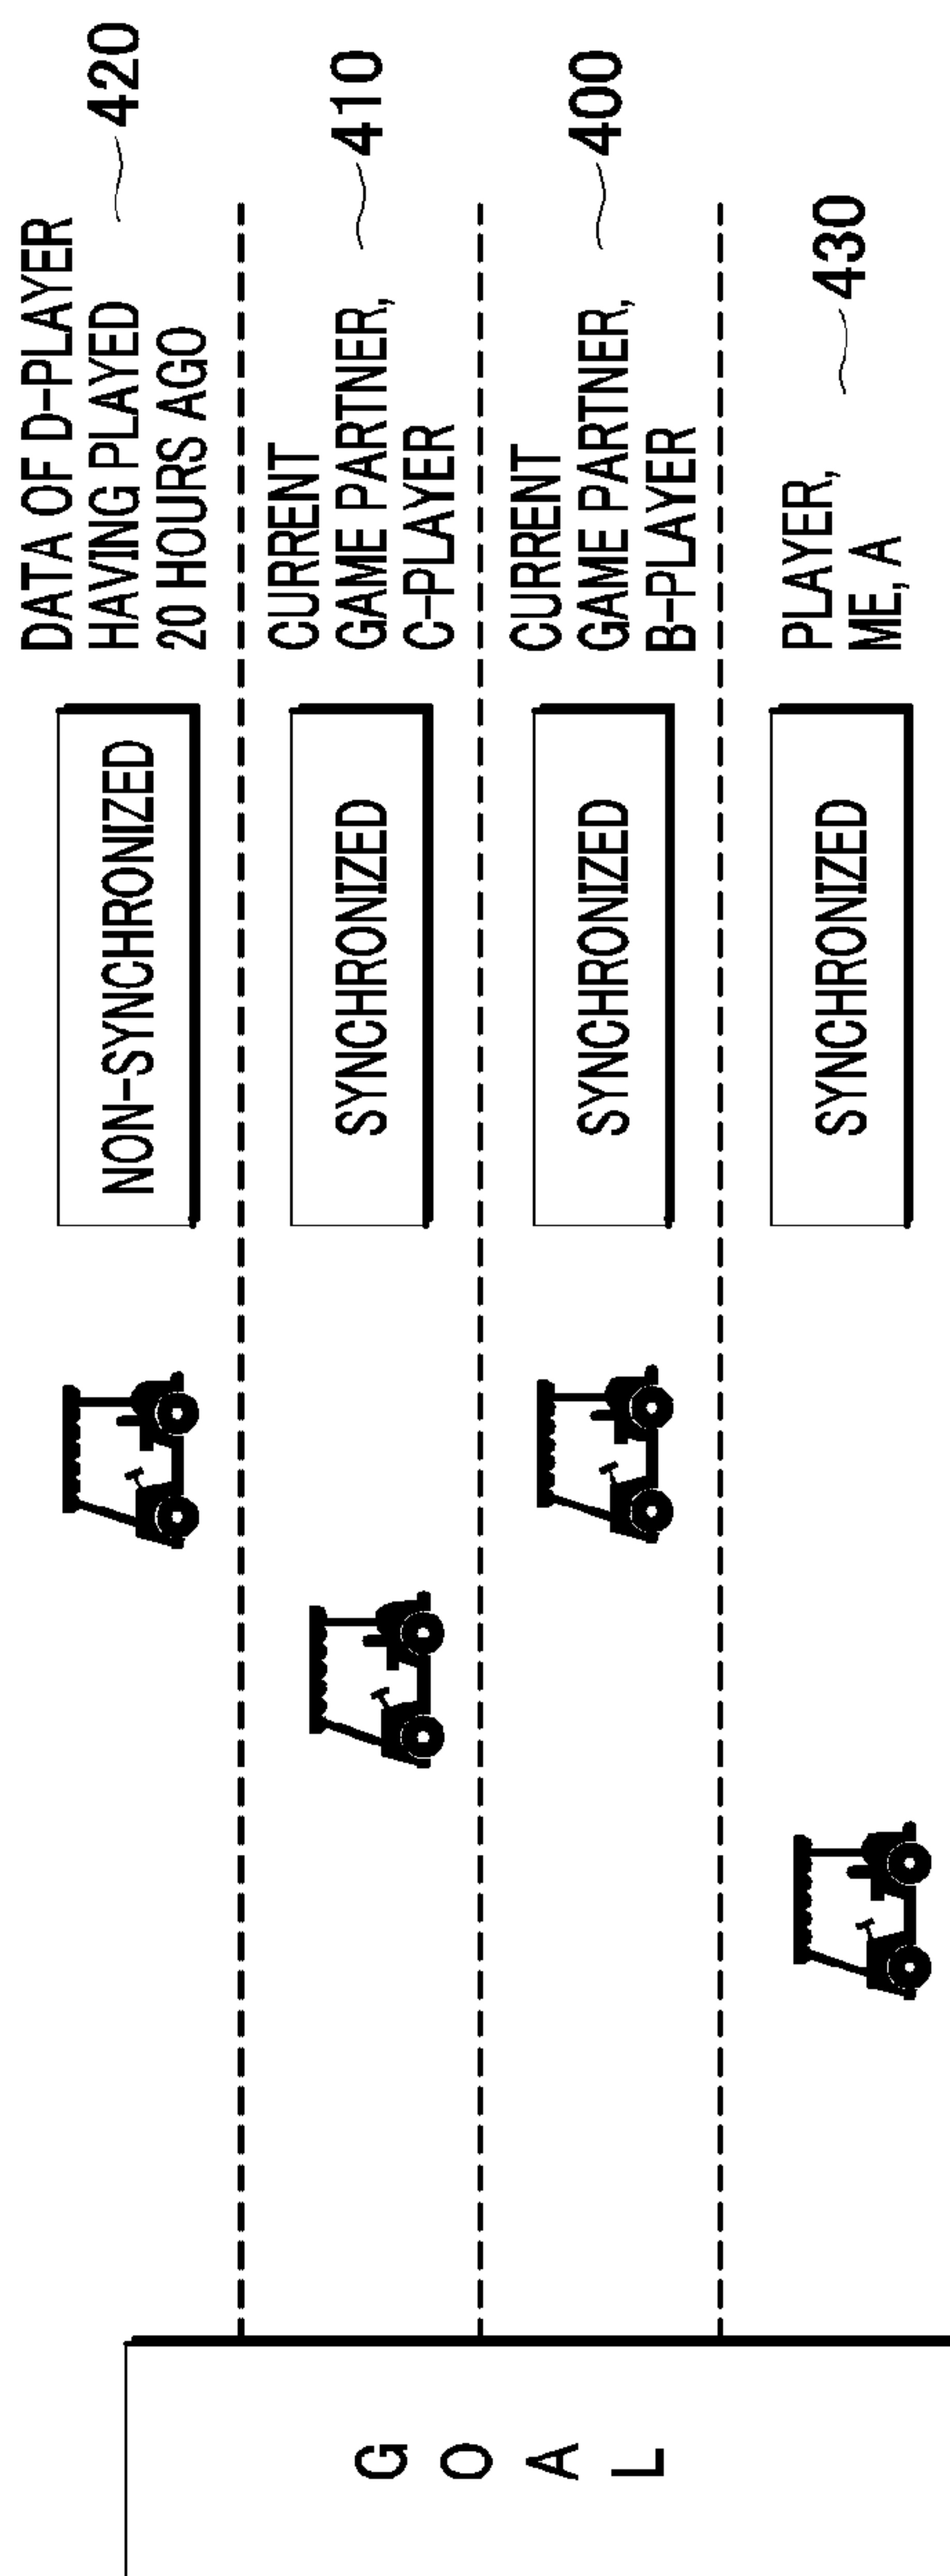 G
O
A
L
NON-SYNCHRONIZED
DATA OF D-PLAYER
HAVING PLAYED
20 HOURS AGO
420
SYNCHRONIZED
CURRENT
GAME PARTNER,
C-PLAYER
410
SYNCHRONIZED
CURRENT
GAME PARTNER,
B-PLAYER
400
SYNCHRONIZED
PLAYER,
ME, A
430